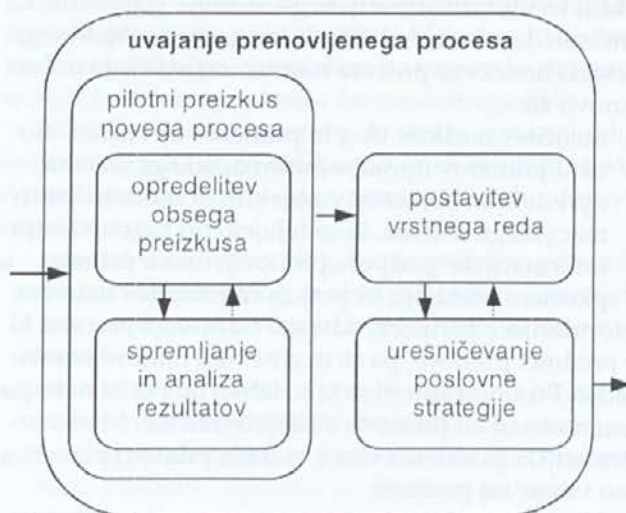 uvajanje prenovljenega procesa
pilotni preizkus
novega procesa
opredelitev
obsega
preizkusa
postavitev
vrstnega reda
spremljanje
in analiza
rezultatov
uresničevanje
poslovne
strategije